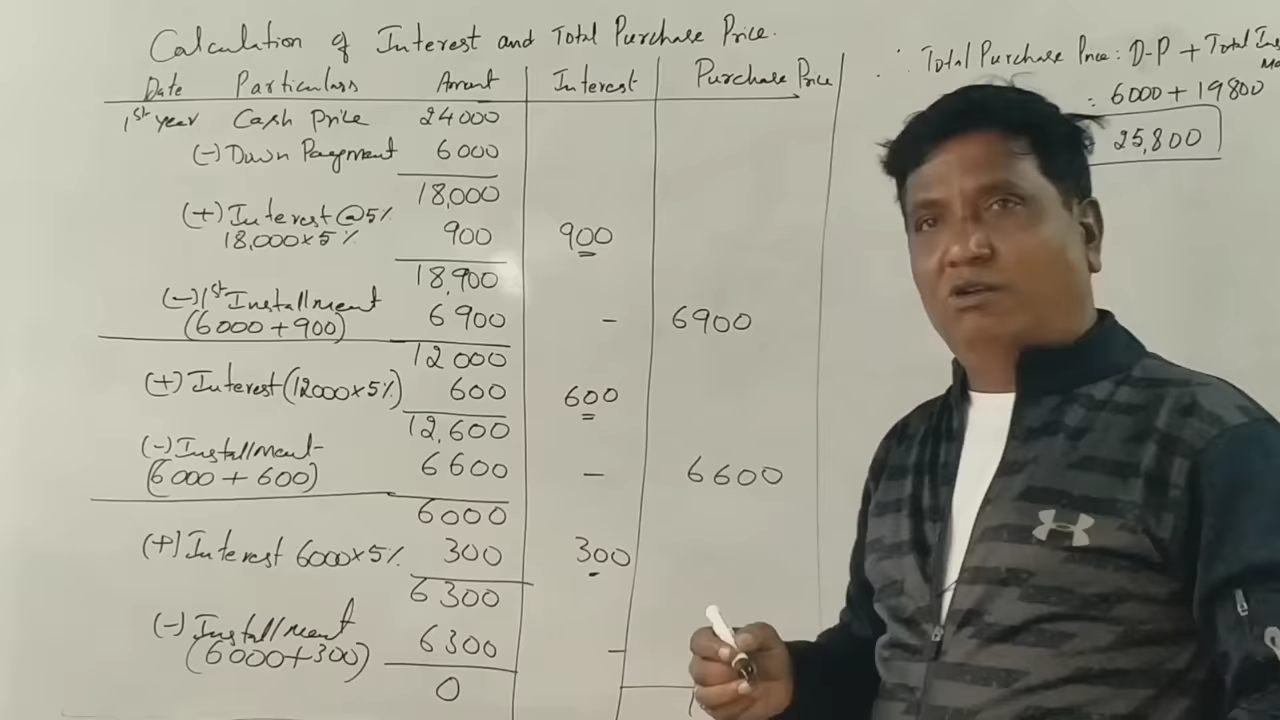 Calculation of Interest and Total Purchase Price.
Date Particulars Amount Interest Purchase Price
1st year Cash Price 24000
(-) Down Payment 6000
18,000
(+) Interest @ 5%
18,000 x 5% 900 900
18,900
(-) 1st Installment
(6000 + 900) 6900 - 6900
12000
(+) Interest (12000 x 5%) 600 600
12,600
(-) Installment
(6000 + 600) 6600 - 6600
6000
(+) Interest 6000 x 5% 300 300
6300
(-) Installment
(6000 + 300) 6300 -
0
Total Purchase Price: D-P + Total
: 6000 + 19800
25,800